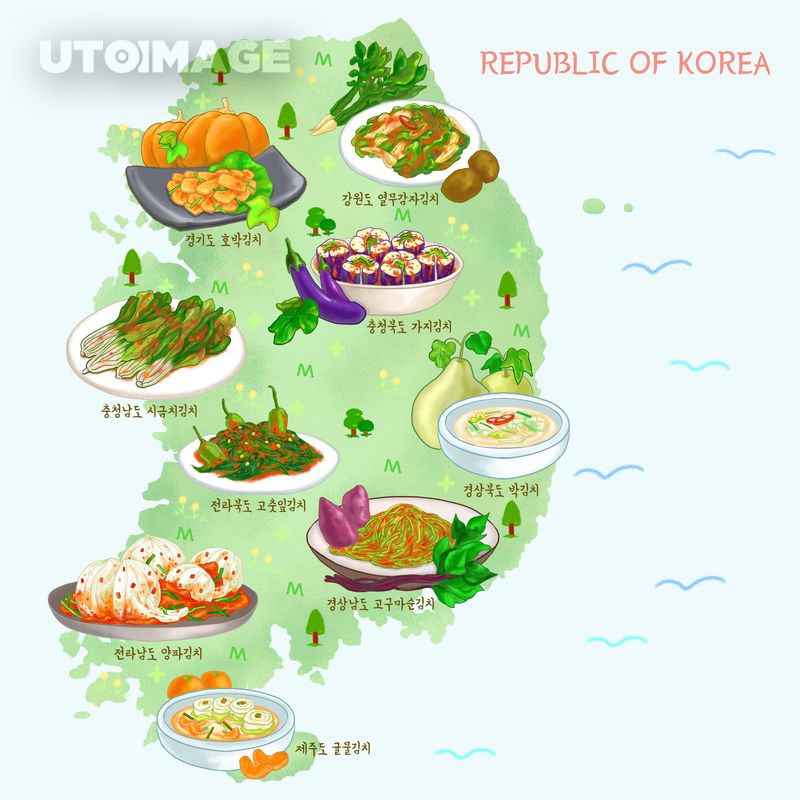 UTOIMAGE
REPUBLIC OF KOREA
강원도 열무감자김치
경기도 호박김치
충청북도 가지김치
충청남도 시금치김치
경상북도 박김치
전라북도 고춧잎김치
경상남도 고구마순김치
전라남도 양파김치
제주도 귤물김치